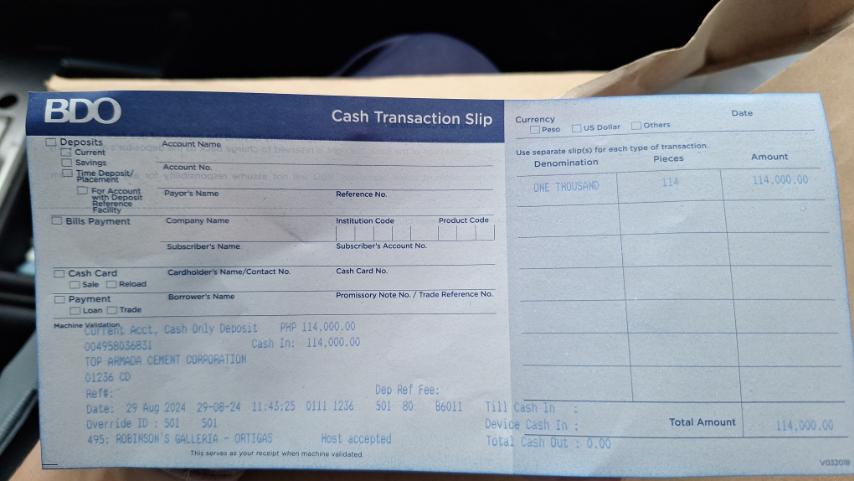 BDO
Cash Transaction Slip
Deposits
Current
Savings
Time Deposit/
Placement
For Account
with Deposit
Reference
Facility
Account Name
Account No.
Payor's Name
Reference No.
Bills Payment
Company Name
Institution Code
Product Code
Subscriber's Name
Subscriber's Account No.
Cash Card
Sale
Reload
Cardholder's Name/Contact No.
Cash Card No.
Payment
Loan
Trade
Borrower's Name
Promissory Note No. / Trade Reference No.
Currency
Peso
US Dollar
Others
Date
Use separate slip(s) for each type of transaction.
Denomination Pieces Amount
ONE THOUSAND 114 114,000.00
Machine Validation
Current Acct, Cash Only Deposit PHP 114,000.00
004958036831 Cash In: 114,000.00
TOP ARMADA CEMENT CORPORATION
01236 CD
Ref#: Dep Ref Fee:
Date: 29 Aug 2024 29-08-24 11:43:25 0111 1236 501 80 B6011 Till Cash In :
Override ID : 501 501 Device Cash In :
495: ROBINSON'S GALLERIA - ORTIGAS Host accepted Total Cash Out : 0.00
Total Amount 114,000.00
This serves as your receipt when machine validated.
V032018